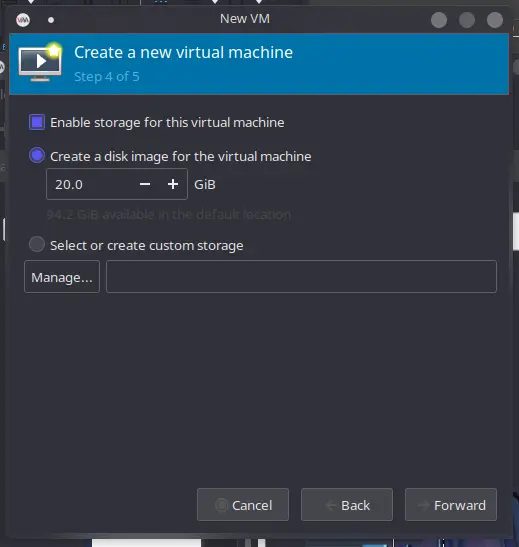 New VM
Create a new virtual machine
Step 4 of 5
Enable storage for this virtual machine
Create a disk image for the virtual machine
20.0 − + GiB
94.2 GiB available in the default location
Select or create custom storage
Manage...
Cancel
Back
Forward